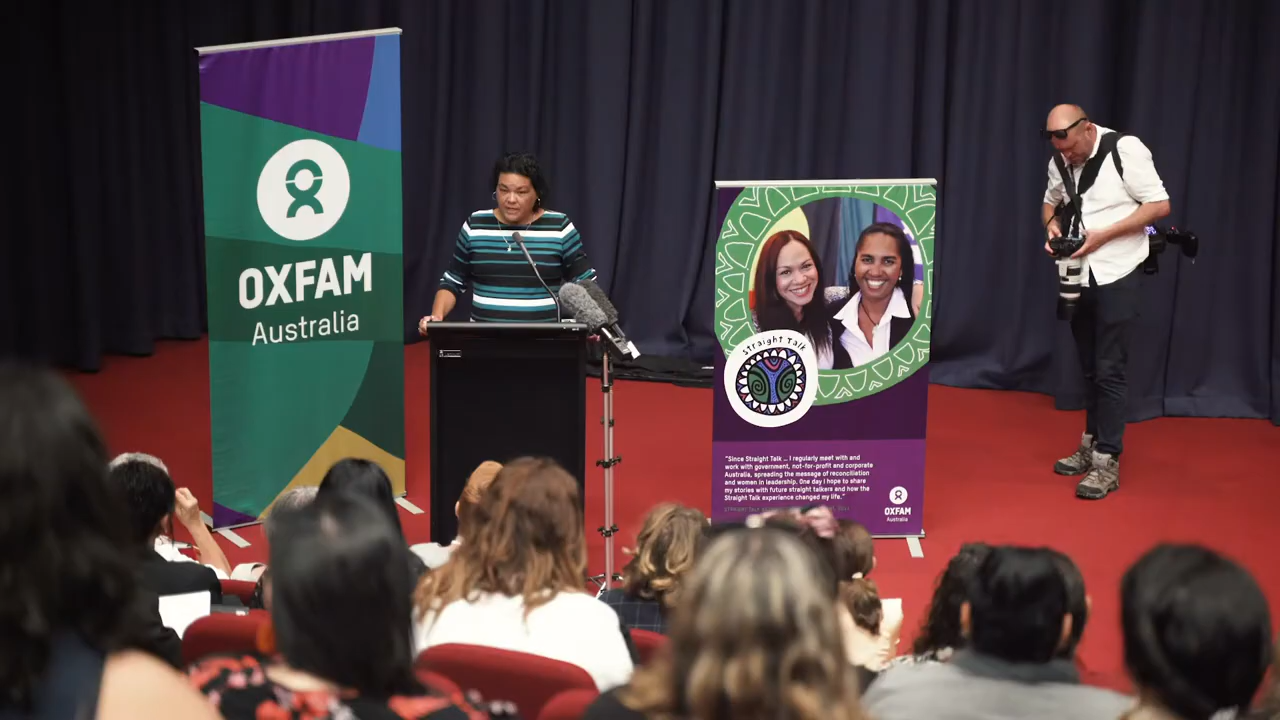 OXFAM
Australia
Straight Talk
"Since Straight Talk ... I regularly meet with and
work with government, not-for-profit and corporate
Australia, spreading the message of reconciliation
and women in leadership. One day I hope to share
my stories with future straight talkers and how the
Straight Talk experience changed my life."
OXFAM
Australia